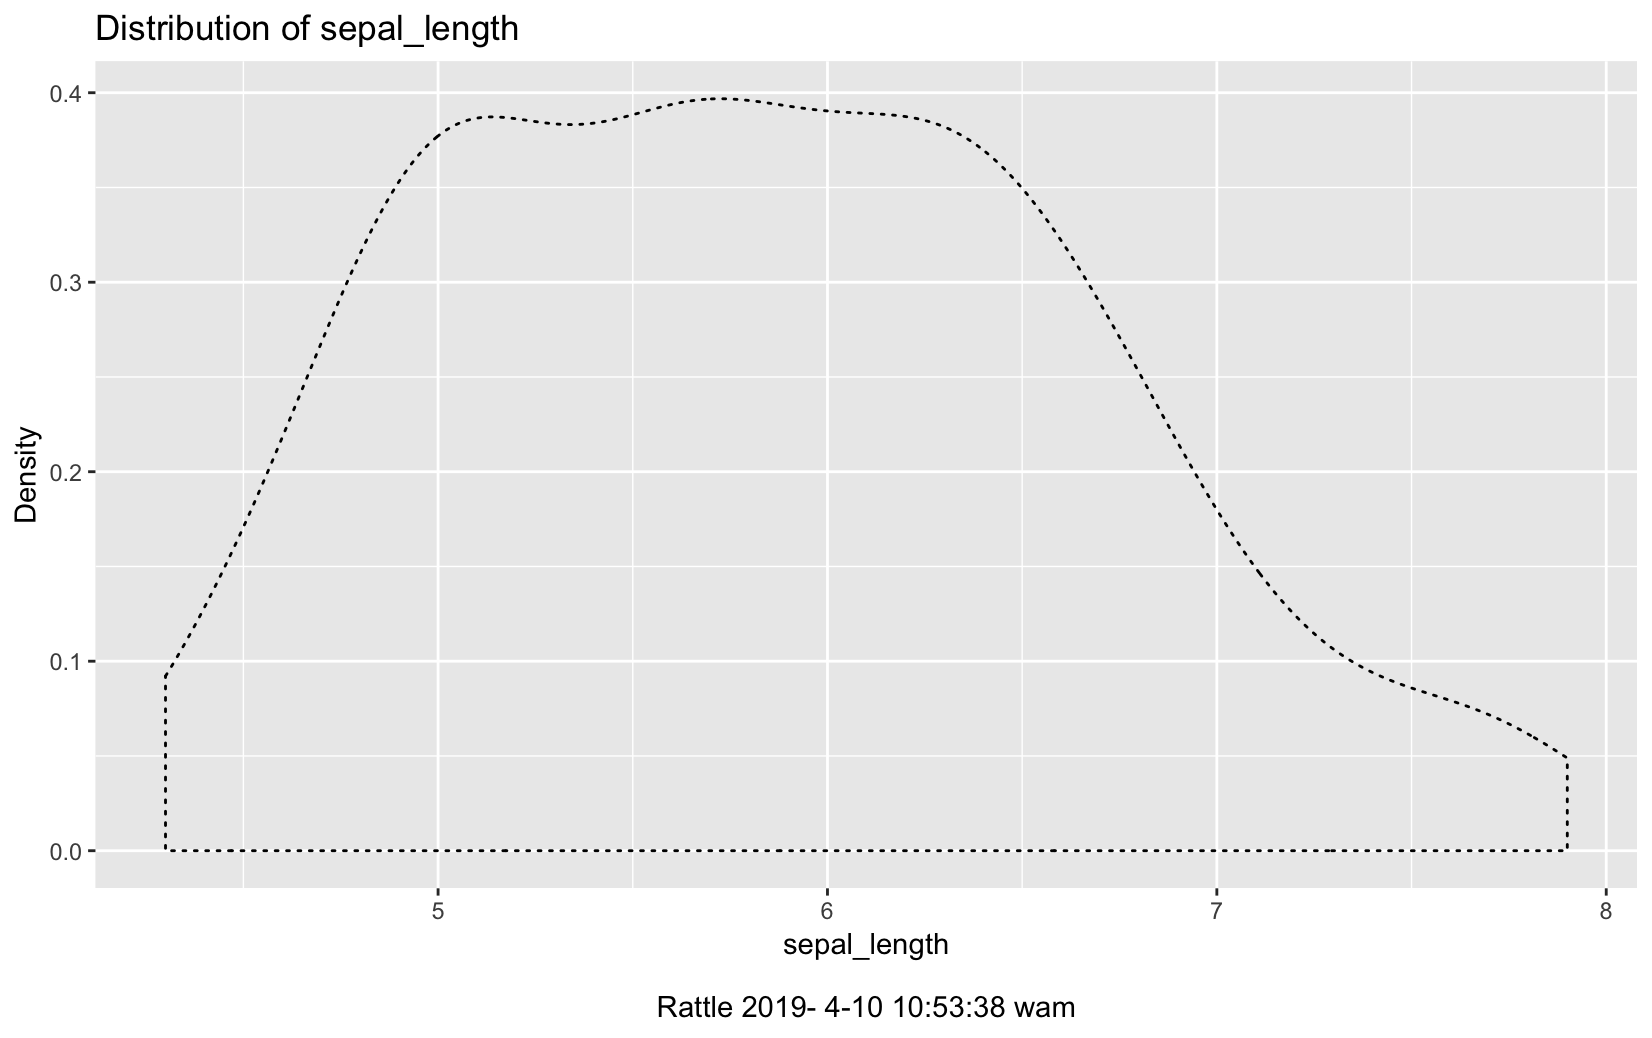 Distribution of sepal_length
0.4
0.3
0.2
0.1
0.0
Density
5 6 7 8
sepal_length
Rattle 2019- 4-10 10:53:38 wam